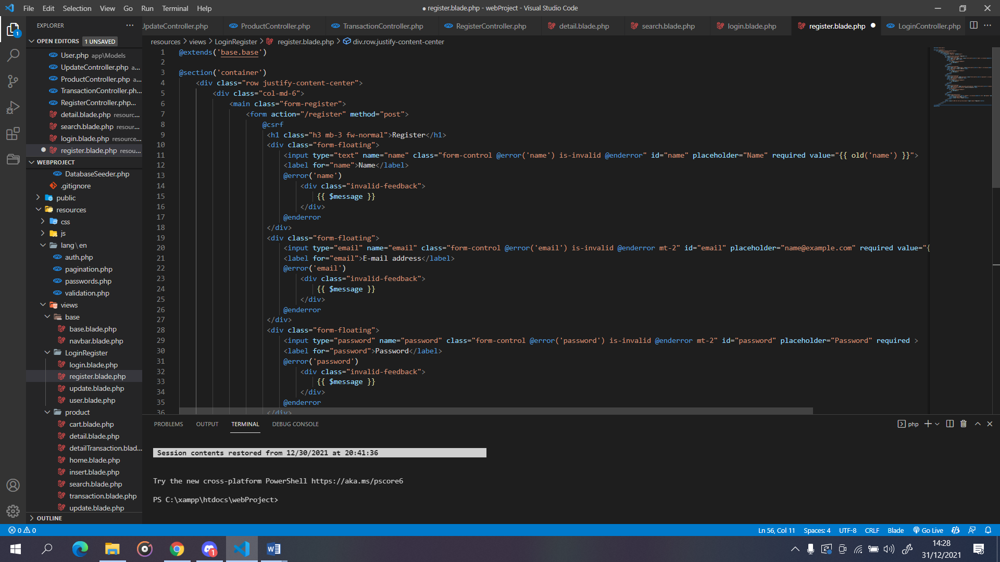 File Edit Selection View Go Run Terminal Help
● register.blade.php - webProject - Visual Studio Code
EXPLORER
UpdateController.php ProductController.php TransactionController.php RegisterController.php detail.blade.php search.blade.php login.blade.php register.blade.php LoginController.php
OPEN EDITORS 1 UNSAVED
User.php app\Models
UpdateController.php a...
ProductController.php a...
TransactionController.ph...
RegisterController.php...
detail.blade.php resourc...
search.blade.php resour...
login.blade.php resource...
register.blade.php resou...
WEBPROJECT
DatabaseSeeder.php
.gitignore
public
resources
css
js
lang\en
auth.php
pagination.php
passwords.php
validation.php
views
base
base.blade.php
navbar.blade.php
LoginRegister
login.blade.php
register.blade.php
update.blade.php
user.blade.php
product
cart.blade.php
detail.blade.php
detailTransaction.blad...
home.blade.php
insert.blade.php
search.blade.php
transaction.blade.php
update.blade.php
OUTLINE
resources > views > LoginRegister > register.blade.php > div.row.justify-content-center
1 @extends('base.base')
2
3 @section('container')
4 <div class="row justify-content-center">
5 <div class="col-md-6">
6 <main class="form-register">
7 <form action="/register" method="post">
8 @csrf
9 <h1 class="h3 mb-3 fw-normal">Register</h1>
10 <div class="form-floating">
11 <input type="text" name="name" class="form-control @error('name') is-invalid @enderror" id="name" placeholder="Name" required value="{{ old('name') }}">
12 <label for="name">Name</label>
13 @error('name')
14 <div class="invalid-feedback">
15 {{ $message }}
16 </div>
17 @enderror
18 </div>
19 <div class="form-floating">
20 <input type="email" name="email" class="form-control @error('email') is-invalid @enderror mt-2" id="email" placeholder="name@example.com" required value="{
21 <label for="email">E-mail address</label>
22 @error('email')
23 <div class="invalid-feedback">
24 {{ $message }}
25 </div>
26 @enderror
27 </div>
28 <div class="form-floating">
29 <input type="password" name="password" class="form-control @error('password') is-invalid @enderror mt-2" id="password" placeholder="Password" required >
30 <label for="password">Password</label>
31 @error('password')
32 <div class="invalid-feedback">
33 {{ $message }}
34 </div>
35 @enderror
36 </div>
PROBLEMS OUTPUT TERMINAL DEBUG CONSOLE
php
Session contents restored from 12/30/2021 at 20:41:36
Try the new cross-platform PowerShell https://aka.ms/pscore6
PS C:\xampp\htdocs\webProject>
0 0
Ln 56, Col 11 Spaces: 4 UTF-8 CRLF Blade Go Live
14:28
31/12/2021